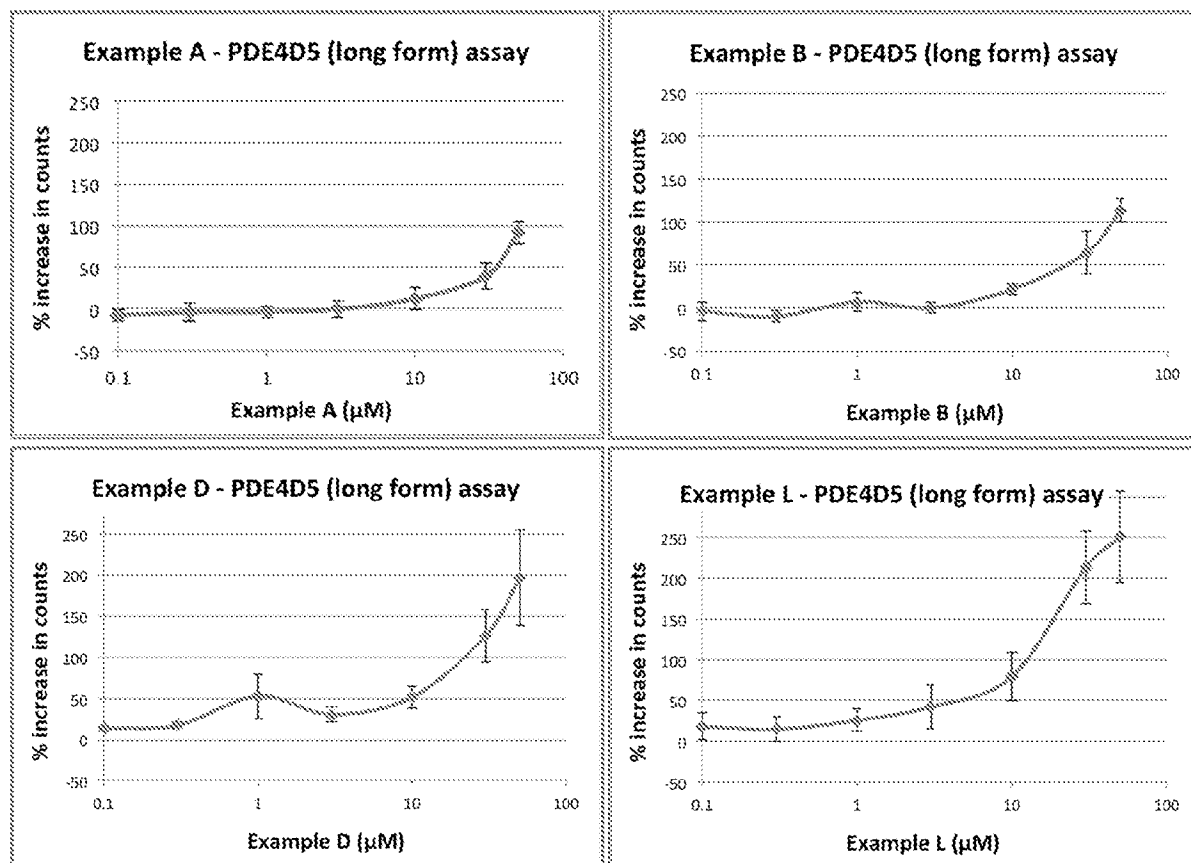 Example A - PDE4D5 (long form) assay
% increase in counts
250
200
150
100
50
0
-50
0.1 1 10 100
Example A (µM)
Example B - PDE4D5 (long form) assay
% increase in counts
250
200
150
100
50
0
-50
0.1 1 10 100
Example B (µM)
Example D - PDE4D5 (long form) assay
% increase in counts
250
200
150
100
50
0
-50
0.1 1 10 100
Example D (µM)
Example L - PDE4D5 (long form) assay
% increase in counts
250
200
150
100
50
0
-50
0.1 1 10 100
Example L (µM)